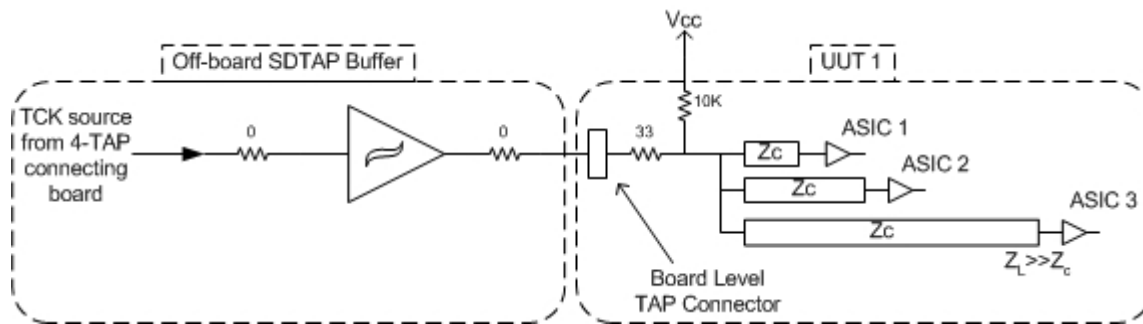 Off-board SDTAP Buffer
TCK source
from 4-TAP
connecting
board
0
0
Vcc
UUT 1
10K
33
Zc
ASIC 1
Zc
ASIC 2
Zc
ASIC 3
ZL>>Zc
Board Level
TAP Connector